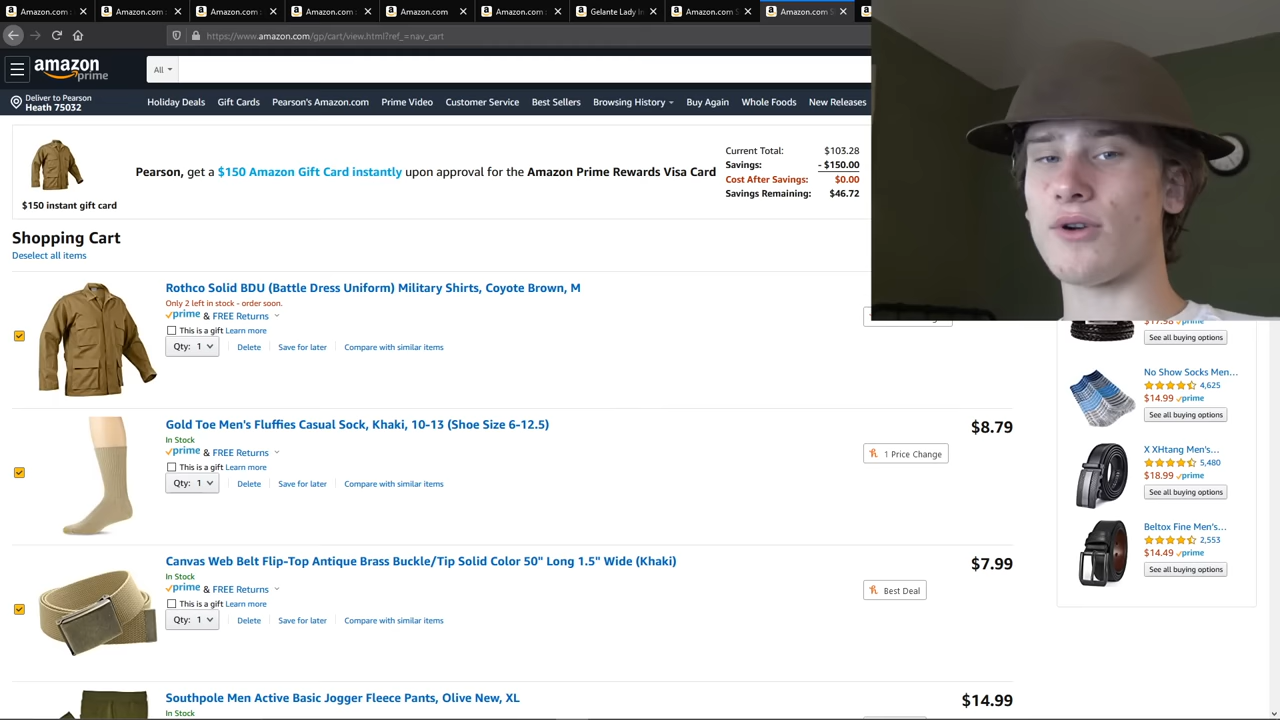 Amazon.com
Amazon.com
Amazon.com
Amazon.com
Amazon.com
Amazon.com
Gelante Lady
Amazon.com S
Amazon.com S
https://www.amazon.com/gp/cart/view.html?ref_=nav_cart
amazon
prime
All
Deliver to Pearson
Heath 75032
Holiday Deals Gift Cards Pearson's Amazon.com Prime Video Customer Service Best Sellers Browsing History Buy Again Whole Foods New Releases
Pearson, get a $150 Amazon Gift Card instantly upon approval for the Amazon Prime Rewards Visa Card
$150 instant gift card
Current Total: $103.28
Savings: - $150.00
Cost After Savings: $0.00
Savings Remaining: $46.72
Shopping Cart
Deselect all items
Rothco Solid BDU (Battle Dress Uniform) Military Shirts, Coyote Brown, M
Only 2 left in stock - order soon.
prime & FREE Returns
This is a gift Learn more
Qty: 1 Delete Save for later Compare with similar items
Gold Toe Men's Fluffies Casual Sock, Khaki, 10-13 (Shoe Size 6-12.5)
$8.79
In Stock
prime & FREE Returns
1 Price Change
This is a gift Learn more
Qty: 1 Delete Save for later Compare with similar items
Canvas Web Belt Flip-Top Antique Brass Buckle/Tip Solid Color 50" Long 1.5" Wide (Khaki)
$7.99
In Stock
prime & FREE Returns
Best Deal
This is a gift Learn more
Qty: 1 Delete Save for later Compare with similar items
Southpole Men Active Basic Jogger Fleece Pants, Olive New, XL
$14.99
In Stock
$17.98 prime
See all buying options
No Show Socks Men...
4,625
$14.99 prime
See all buying options
X XHtang Men's...
5,480
$18.99 prime
See all buying options
Beltox Fine Men's...
2,553
$14.49 prime
See all buying options